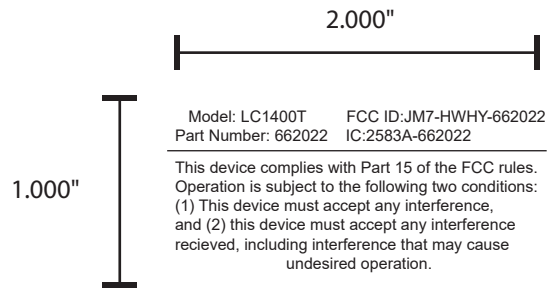 2.000"
1.000"
Model: LC1400T FCC ID:JM7-HWHY-662022
Part Number: 662022 IC:2583A-662022
This device complies with Part 15 of the FCC rules.
Operation is subject to the following two conditions:
(1) This device must accept any interference,
and (2) this device must accept any interference
recieved, including interference that may cause
undesired operation.